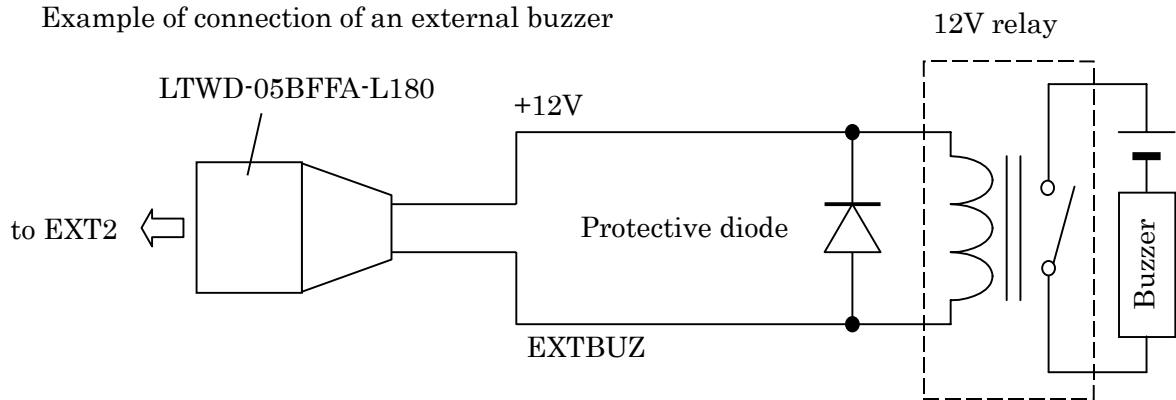 Example of connection of an external buzzer
12V relay
LTWD-05BFFA-L180
+12V
to EXT2
Protective diode
Buzzer
EXTBUZ